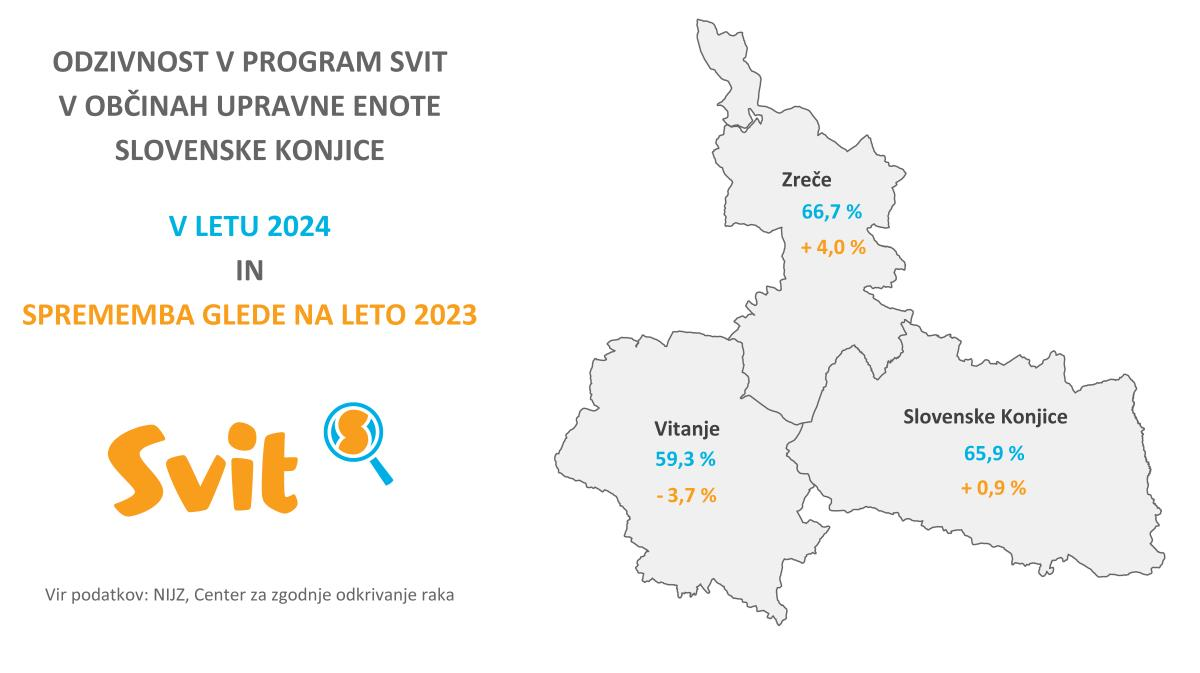 ODZIVNOST V PROGRAM SVIT
V OBČINAH UPRAVNE ENOTE
SLOVENSKE KONJICE
V LETU 2024
IN
SPREMEMBA GLEDE NA LETO 2023
Svit
Vir podatkov: NIJZ, Center za zgodnje odkrivanje raka
Zreče
66,7 %
+ 4,0 %
Vitanje
59,3 %
- 3,7 %
Slovenske Konjice
65,9 %
+ 0,9 %